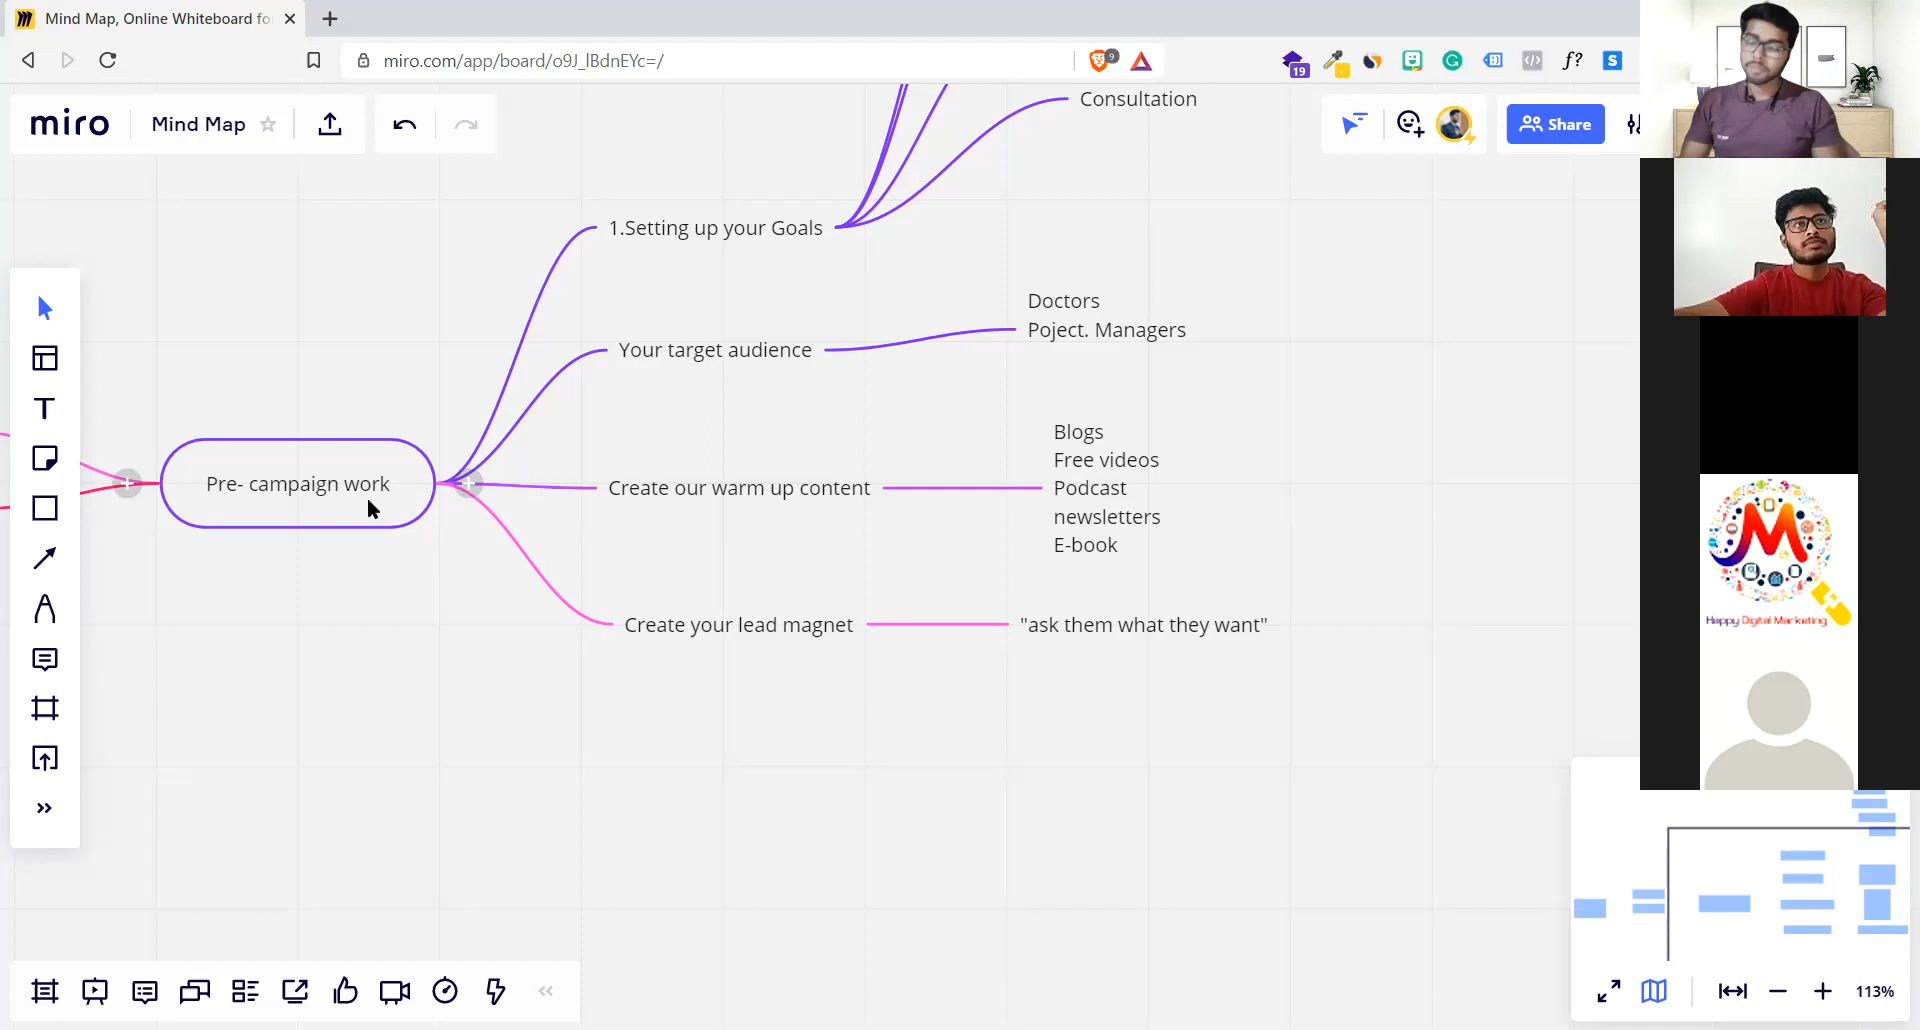 Mind Map, Online Whiteboard fo
miro.com/app/board/o9J_lBdnEYc=/
9
19
f?
S
miro
Mind Map
Share
Consultation
1.Setting up your Goals
Doctors
Poject. Managers
Your target audience
Blogs
Free videos
Pre- campaign work
Create our warm up content
Podcast
newsletters
E-book
Create your lead magnet
"ask them what they want"
M
Happy Digital Marketing
113%